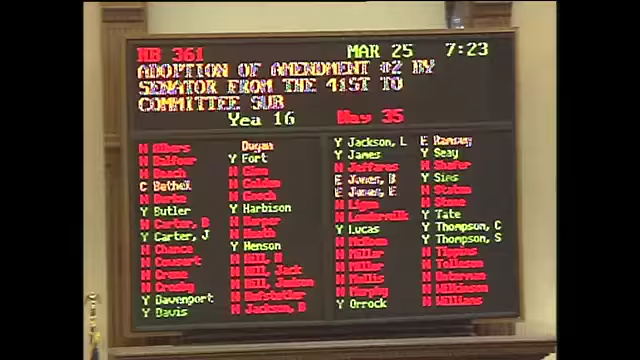 HB 361 MAR 25 7:23
ADOPTION OF AMENDMENT #2 BY
SENATOR FROM THE 41ST TO
COMMITTEE SUB
Yea 16 Nay 35
N Albers
N Balfour
N Beach
C Bethel
N Burke
Y Butler
N Carter, B
Y Carter, J
N Chance
N Cowsert
N Crane
N Crosby
Y Davenport
Y Davis
Dugan
Y Fort
N Ginn
N Golden
N Gooch
Y Harbison
N Harper
N Heath
Y Henson
N Hill, H
N Hill, Jack
N Hill, Judson
N Hufstetler
N Jackson, B
Y Jackson, L
Y James
N Jeffares
E Jones, B
E Jones, E
N Ligon
N Loudermilk
Y Lucas
N McKoon
N Miller
N Millar
N Mullis
N Murphy
Y Orrock
E Ramsey
Y Seay
N Shafer
Y Sims
N Staton
N Stone
Y Tate
Y Thompson, C
Y Thompson, S
N Tippins
N Tolleson
N Unterman
N Wilkinson
N Williams